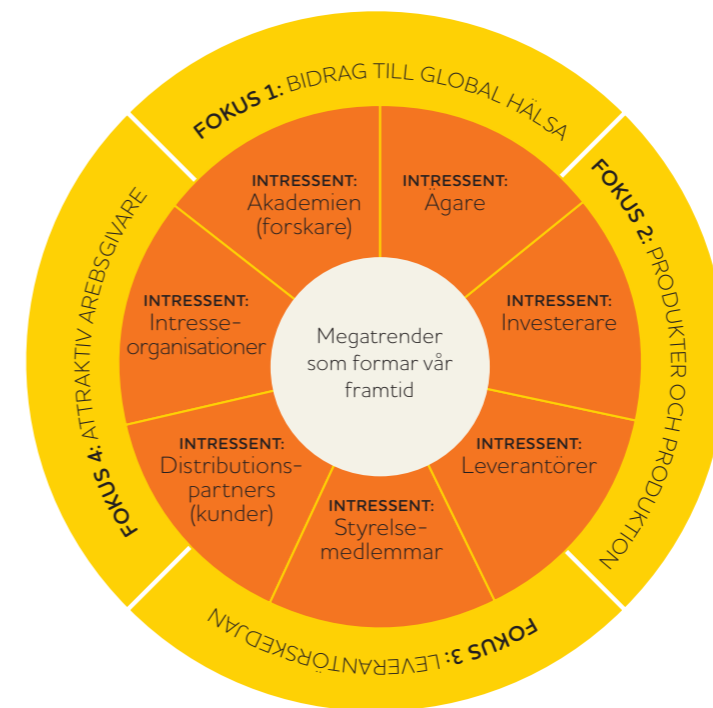 FOKUS 1: BIDRAG TILL GLOBAL HÄLSA
FOKUS 2: PRODUKTER OCH PRODUKTION
FOKUS 3: LEVERANTÖRSKEDJAN
FOKUS 4: ATTRAKTIV AREBSGIVARE
INTRESSENT:
Akademien
(forskare)
INTRESSENT:
Ägare
INTRESSENT:
Investerare
INTRESSENT:
Leverantörer
INTRESSENT:
Styrelse-
medlemmar
INTRESSENT:
Distributions-
partners
(kunder)
INTRESSENT:
Intresse-
organisationer
Megatrender
som formar vår
framtid